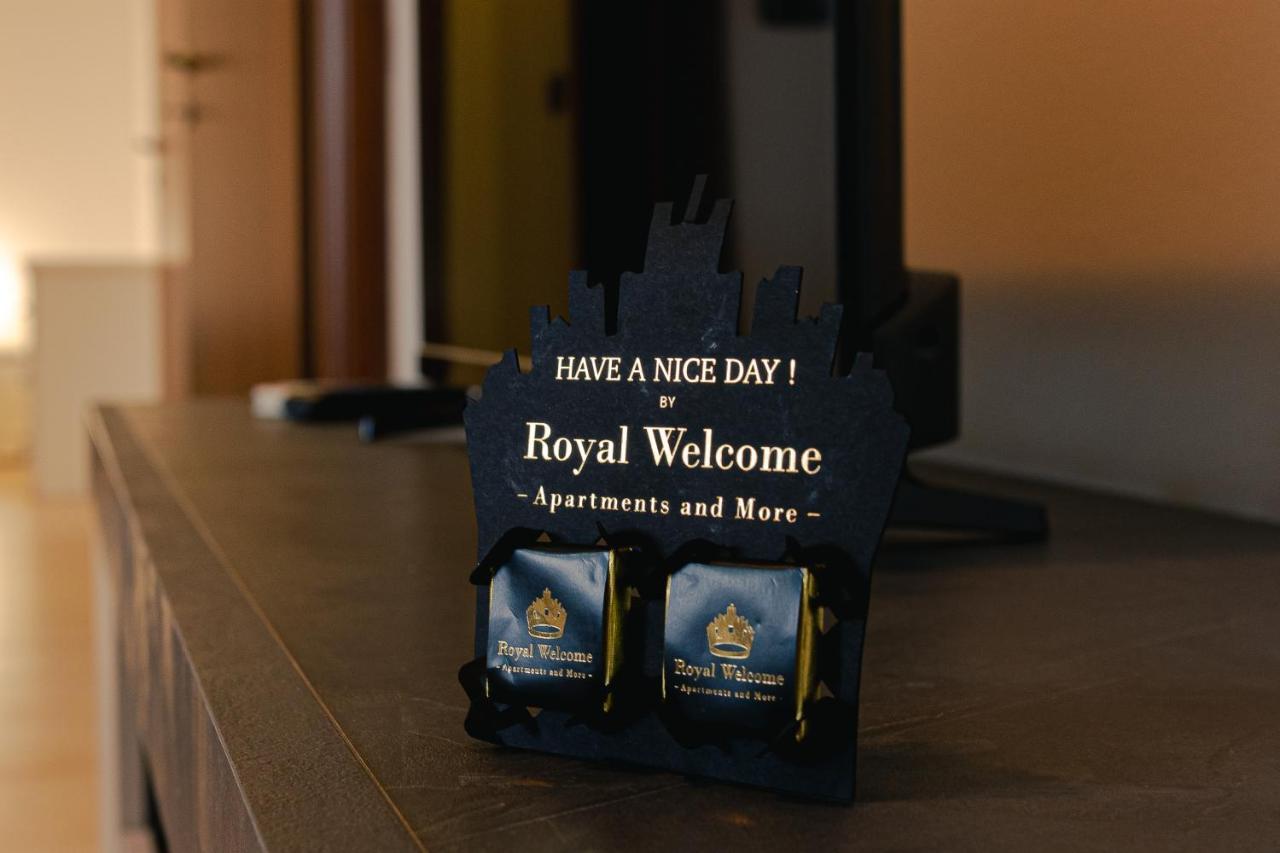 HAVE A NICE DAY !
BY
Royal Welcome
– Apartments and More –
Royal Welcome
– Apartments and More –
Royal Welcome
– Apartments and More –